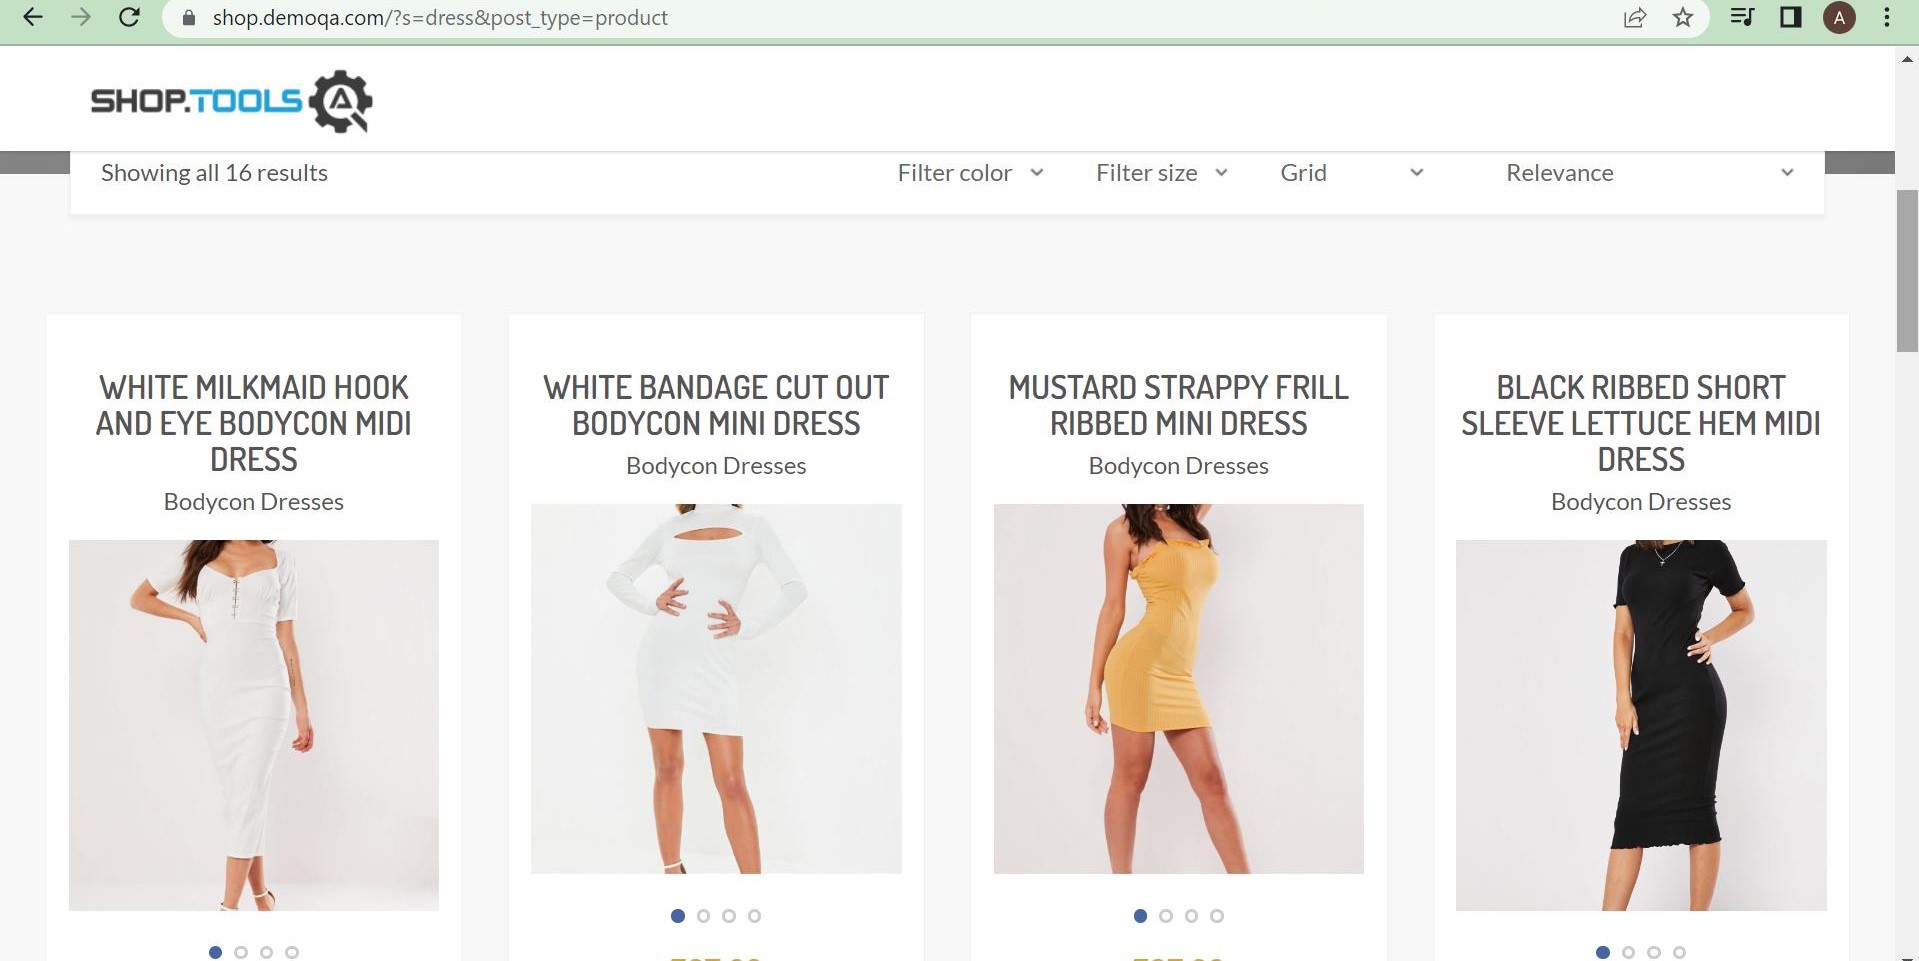 shop.demoqa.com/?s=dress&post_type=product
A
SHOP.TOOLS
Showing all 16 results
Filter color
Filter size
Grid
Relevance
WHITE MILKMAID HOOK
AND EYE BODYCON MIDI
DRESS
Bodycon Dresses
WHITE BANDAGE CUT OUT
BODYCON MINI DRESS
Bodycon Dresses
MUSTARD STRAPPY FRILL
RIBBED MINI DRESS
Bodycon Dresses
BLACK RIBBED SHORT
SLEEVE LETTUCE HEM MIDI
DRESS
Bodycon Dresses